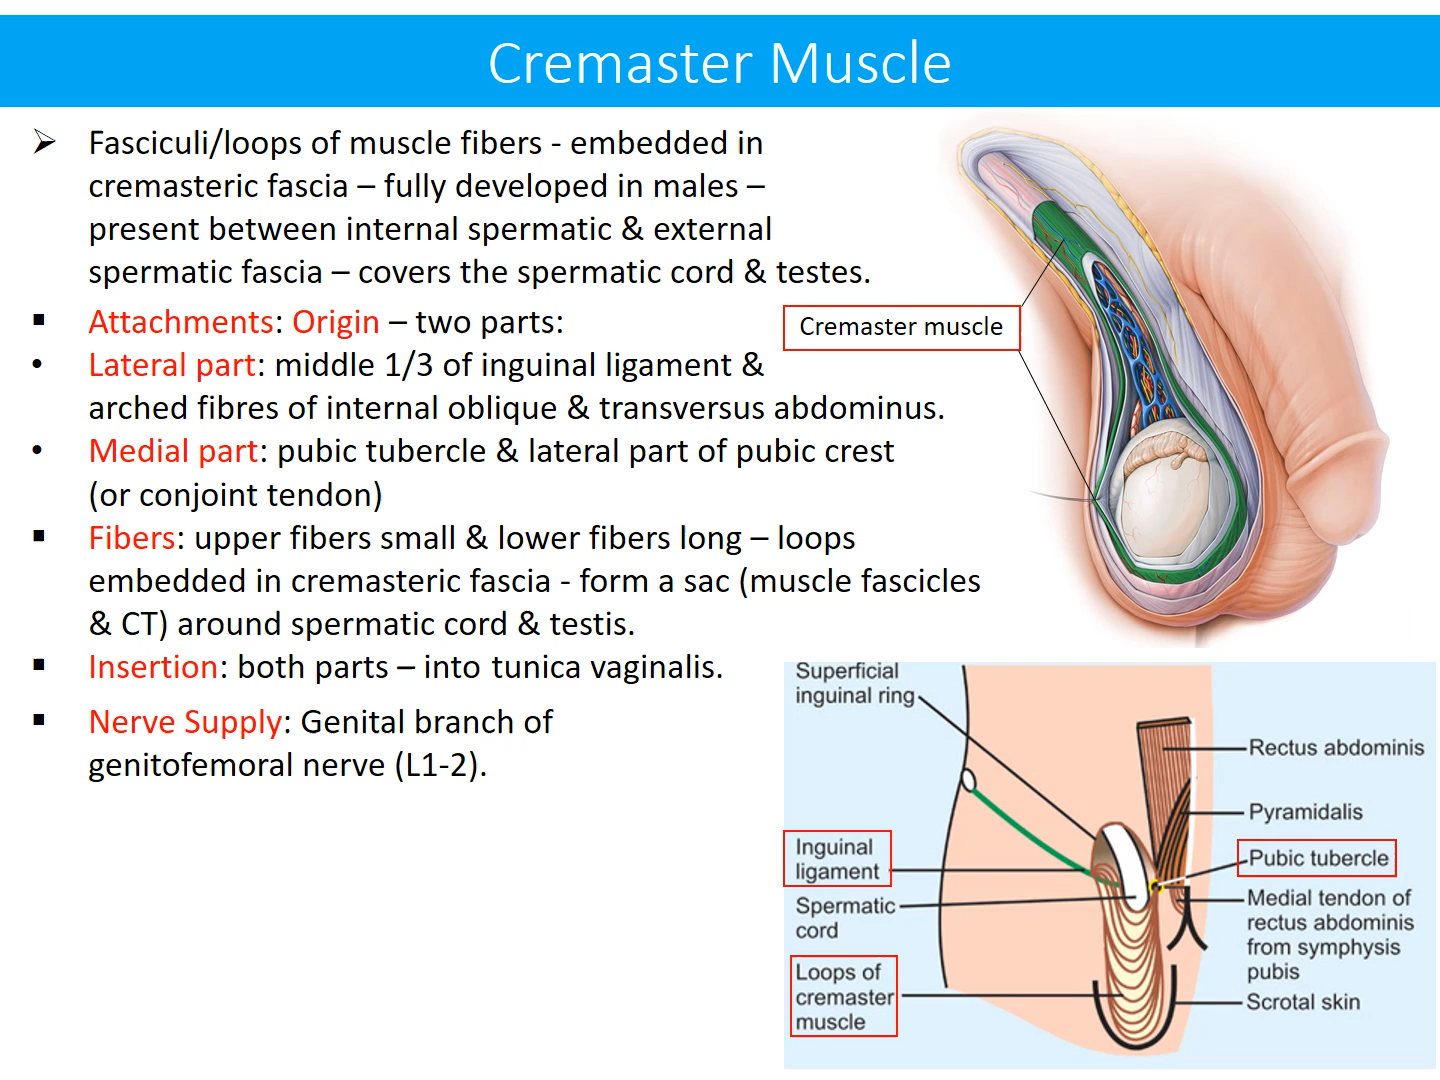 Cremaster Muscle
➢ Fasciculi/loops of muscle fibers - embedded in
cremasteric fascia – fully developed in males –
present between internal spermatic & external
spermatic fascia – covers the spermatic cord & testes.
▪ Attachments: Origin – two parts:
• Lateral part: middle 1/3 of inguinal ligament &
arched fibres of internal oblique & transversus abdominus.
• Medial part: pubic tubercle & lateral part of pubic crest
(or conjoint tendon)
▪ Fibers: upper fibers small & lower fibers long – loops
embedded in cremasteric fascia - form a sac (muscle fascicles
& CT) around spermatic cord & testis.
▪ Insertion: both parts – into tunica vaginalis.
▪ Nerve Supply: Genital branch of
genitofemoral nerve (L1-2).
Cremaster muscle
Superficial
inguinal ring
Inguinal
ligament
Spermatic
cord
Loops of
cremaster
muscle
Rectus abdominis
Pyramidalis
Pubic tubercle
Medial tendon of
rectus abdominis
from symphysis
pubis
Scrotal skin